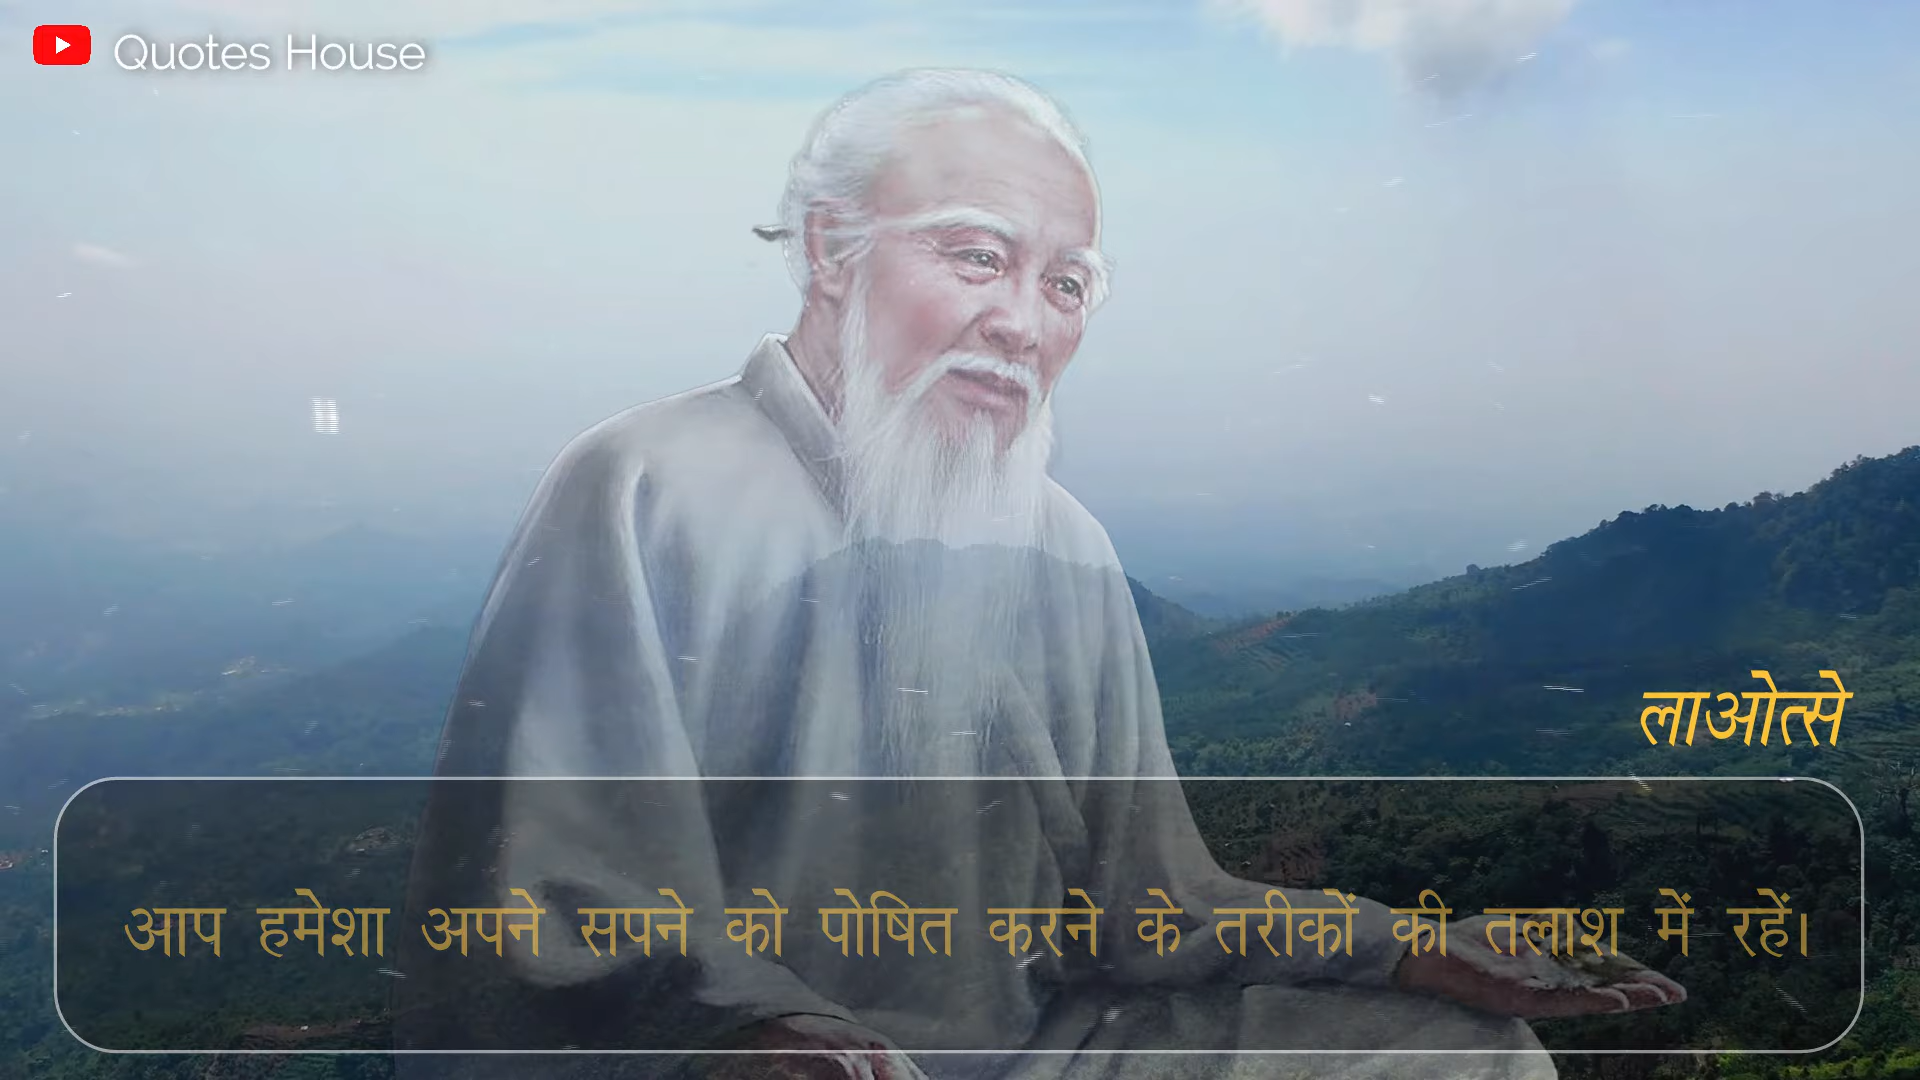 Quotes House
लाओत्से
आप हमेशा अपने सपने को पोषित करने के तरीकों की तलाश में रहें।